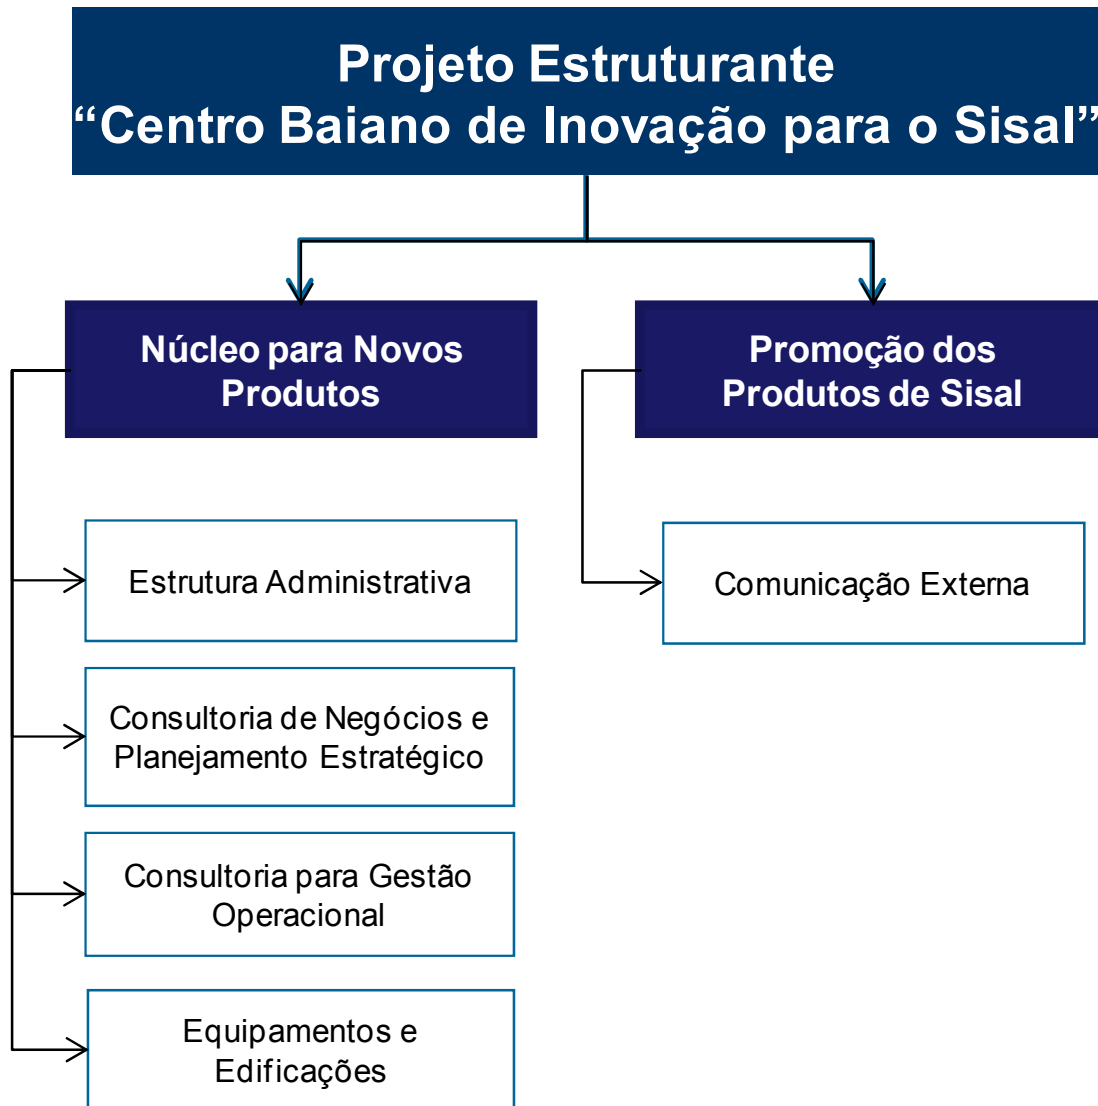 Projeto Estruturante
“Centro Baiano de Inovação para o Sisal”
Núcleo para Novos
Produtos
Promoção dos
Produtos de Sisal
Estrutura Administrativa
Comunicação Externa
Consultoria de Negócios e
Planejamento Estratégico
Consultoria para Gestão
Operacional
Equipamentos e
Edificações